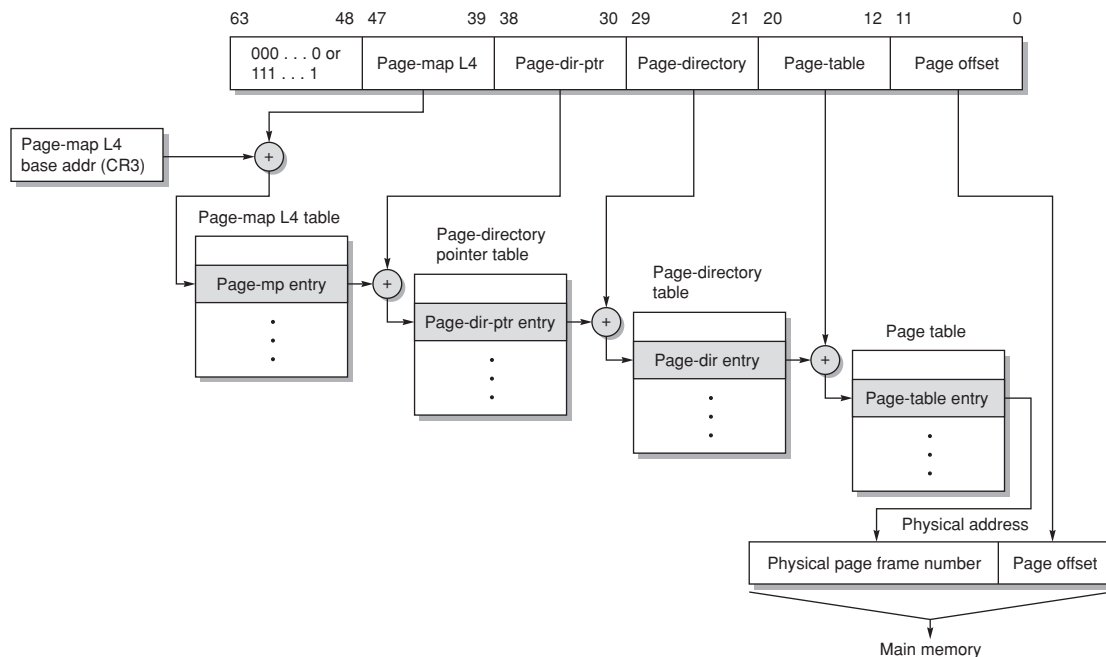 63 48 47 39 38 30 29 21 20 12 11 0
000 . . . 0 or
111 . . . 1
Page-map L4
Page-dir-ptr
Page-directory
Page-table
Page offset
Page-map L4
base addr (CR3)
+
Page-map L4 table
Page-mp entry
+
Page-directory
pointer table
Page-dir-ptr entry
+
Page-directory
table
Page-dir entry
+
Page table
Page-table entry
Physical address
Physical page frame number
Page offset
Main memory